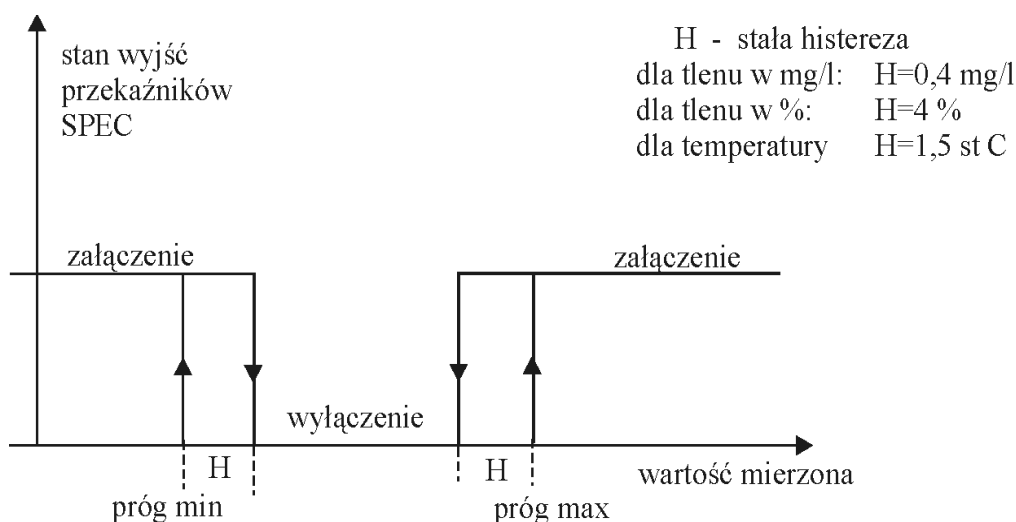 stan wyjść
przekaźników
SPEC
H - stała histereza
dla tlenu w mg/l: H=0,4 mg/l
dla tlenu w %: H=4 %
dla temperatury H=1,5 st C
załączenie
załączenie
wyłączenie
H
H
wartość mierzona
próg min
próg max